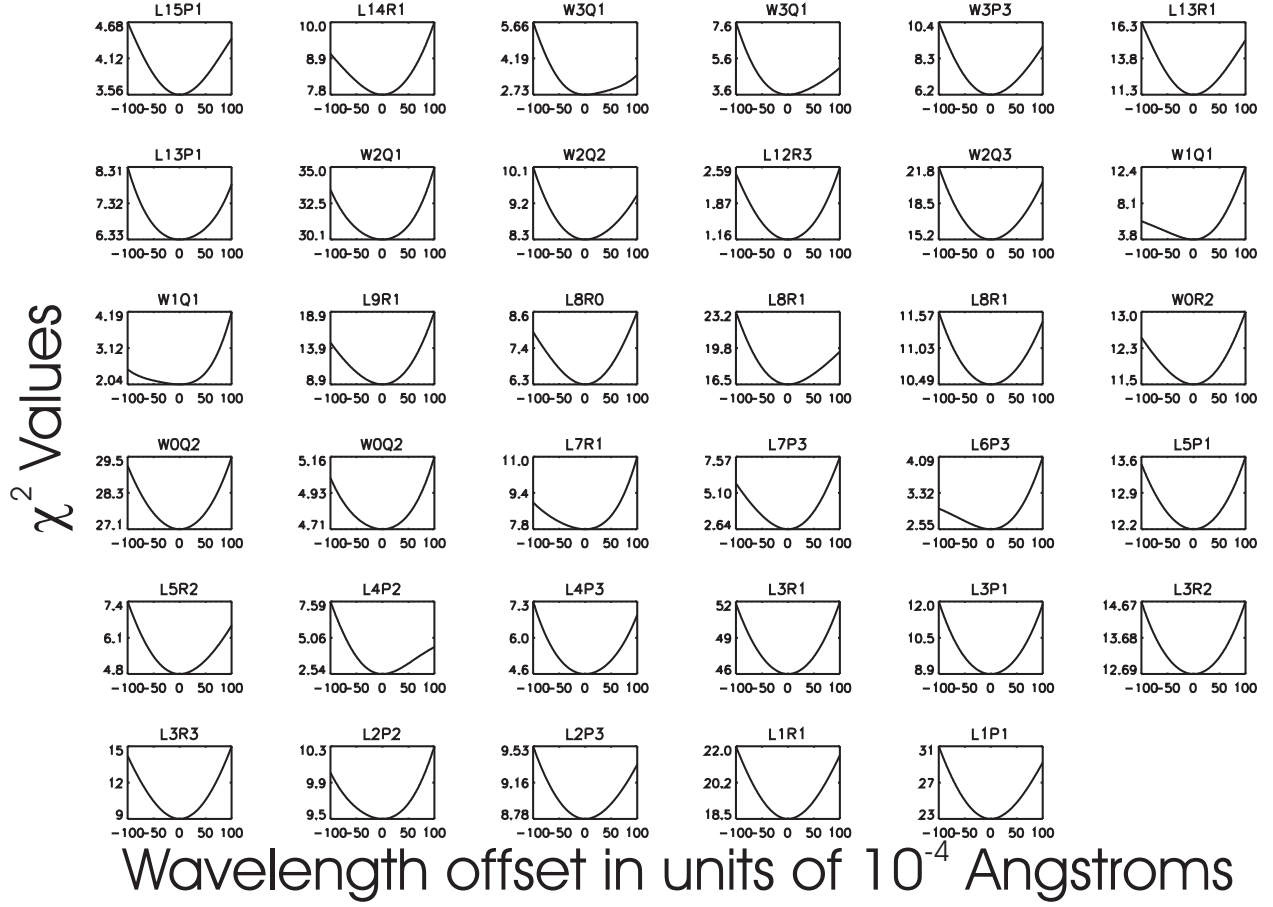 L15P1 L14R1 W3Q1 W3Q1 W3P3 L13R1
4.68 10.0 5.66 7.6 10.4 16.3
4.12 8.9 4.19 5.6 8.3 13.8
3.56 7.8 2.73 3.6 6.2 11.3
-100-50 0 50 100 -100-50 0 50 100 -100-50 0 50 100 -100-50 0 50 100 -100-50 0 50 100 -100-50 0 50 100
L13P1 W2Q1 W2Q2 L12R3 W2Q3 W1Q1
8.31 35.0 10.1 2.59 21.8 12.4
7.32 32.5 9.2 1.87 18.5 8.1
6.33 30.1 8.3 1.16 15.2 3.8
-100-50 0 50 100 -100-50 0 50 100 -100-50 0 50 100 -100-50 0 50 100 -100-50 0 50 100 -100-50 0 50 100
W1Q1 L9R1 L8R0 L8R1 L8R1 W0R2
4.19 18.9 8.6 23.2 11.57 13.0
3.12 13.9 7.4 19.8 11.03 12.3
2.04 8.9 6.3 16.5 10.49 11.5
-100-50 0 50 100 -100-50 0 50 100 -100-50 0 50 100 -100-50 0 50 100 -100-50 0 50 100 -100-50 0 50 100
W0Q2 W0Q2 L7R1 L7P3 L6P3 L5P1
29.5 5.16 11.0 7.57 4.09 13.6
28.3 4.93 9.4 5.10 3.32 12.9
27.1 4.71 7.8 2.64 2.55 12.2
-100-50 0 50 100 -100-50 0 50 100 -100-50 0 50 100 -100-50 0 50 100 -100-50 0 50 100 -100-50 0 50 100
L5R2 L4P2 L4P3 L3R1 L3P1 L3R2
7.4 7.59 7.3 52 12.0 14.67
6.1 5.06 6.0 49 10.5 13.68
4.8 2.54 4.6 46 8.9 12.69
-100-50 0 50 100 -100-50 0 50 100 -100-50 0 50 100 -100-50 0 50 100 -100-50 0 50 100 -100-50 0 50 100
L3R3 L2P2 L2P3 L1R1 L1P1
15 10.3 9.53 22.0 31
12 9.9 9.16 20.2 27
9 9.5 8.78 18.5 23
-100-50 0 50 100 -100-50 0 50 100 -100-50 0 50 100 -100-50 0 50 100 -100-50 0 50 100
χ² Values
Wavelength offset in units of 10⁻⁴ Angstroms